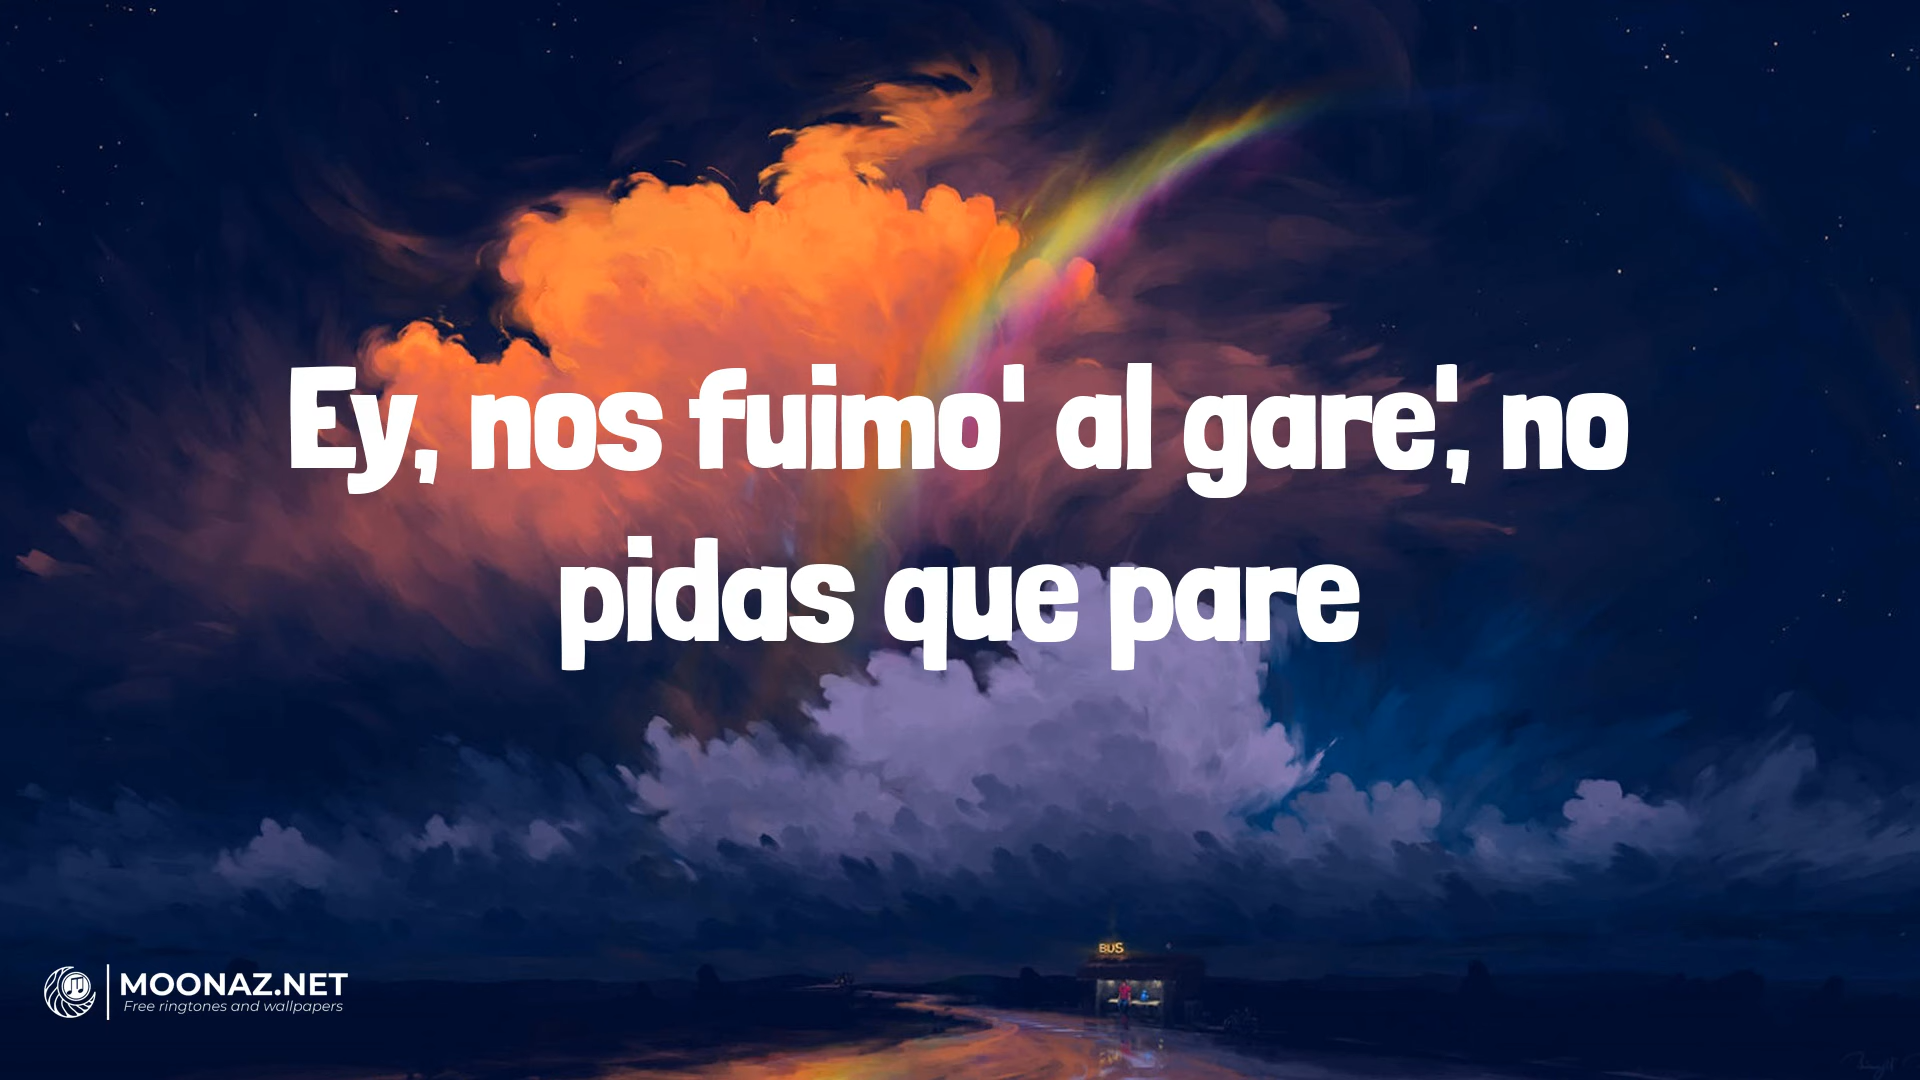 Ey, nos fuimo' al gare', no
pidas que pare
BUS
MOONAZ.NET
Free ringtones and wallpapers